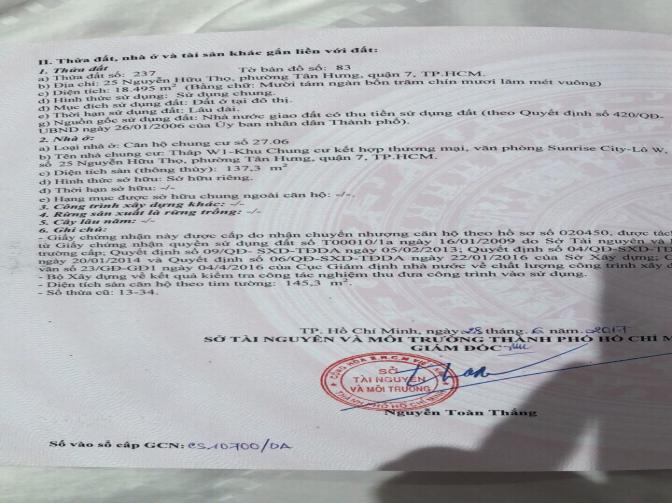 II. Thửa đất, nhà ở và tài sản khác gắn liền với đất:
1. Thửa đất
a) Thửa đất số: 237 Tờ bản đồ số: 83
b) Địa chỉ: 25 Nguyễn Hữu Thọ, phường Tân Hưng, quận 7, TP.HCM.
c) Diện tích: 18.495 m² (Bằng chữ: Mười tám ngàn bốn trăm chín mươi lăm mét vuông)
d) Hình thức sử dụng: Sử dụng chung.
đ) Mục đích sử dụng đất: Đất ở tại đô thị.
e) Thời hạn sử dụng đất: Lâu dài.
g) Nguồn gốc sử dụng đất: Nhà nước giao đất có thu tiền sử dụng đất (theo Quyết định số 420/QĐ-
UBND ngày 26/01/2006 của Ủy ban nhân dân Thành phố).
2. Nhà ở:
a) Loại nhà ở: Căn hộ chung cư số 27.06
b) Tên nhà chung cư: Tháp W1-Khu Chung cư kết hợp thương mại, văn phòng Sunrise City-Lô W,
số 25 Nguyễn Hữu Thọ, phường Tân Hưng, quận 7, TP.HCM.
c) Diện tích sàn (thông thủy): 137,3 m²
d) Hình thức sở hữu: Sở hữu riêng.
đ) Thời hạn sở hữu: -/-
e) Hạng mục được sở hữu chung ngoài căn hộ: -/-.
3. Công trình xây dựng khác: -/-
4. Rừng sản xuất là rừng trồng: -/-
5. Cây lâu năm: -/-
6. Ghi chú:
- Giấy chứng nhận này được cấp do nhận chuyển nhượng căn hộ theo hồ sơ số 020450, được tách
từ Giấy chứng nhận quyền sử dụng đất số T00010/1a ngày 16/01/2009 do Sở Tài nguyên và
trường cấp; Quyết định số 09/QĐ-SXD-TĐDA ngày 05/02/2013; Quyết định số 04/QĐ-SXD-TĐ
ngày 20/01/2014 và Quyết định số 06/QĐ-SXD-TĐDA ngày 22/01/2016 của Sở Xây dựng;
văn số 23/GĐ-GĐ1 ngày 04/4/2016 của Cục Giám định nhà nước về chất lượng công trình xây
- Bộ Xây dựng về kết quả kiểm tra công tác nghiệm thu đưa công trình vào sử dụng.
- Diện tích sàn căn hộ theo tim tường: 145,3 m².
- Số thửa cũ: 13-34.
TP. Hồ Chí Minh, ngày 28 tháng 6 năm 2017
SỞ TÀI NGUYÊN VÀ MÔI TRƯỜNG THÀNH PHỐ HỒ CHÍ M
GIÁM ĐỐC
SỞ
TÀI NGUYÊN
VÀ MÔI TRƯỜNG
THÀNH PHỐ HỒ CHÍ MINH
Nguyễn Toàn Thắng
Số vào sổ cấp GCN: CS10700/DA